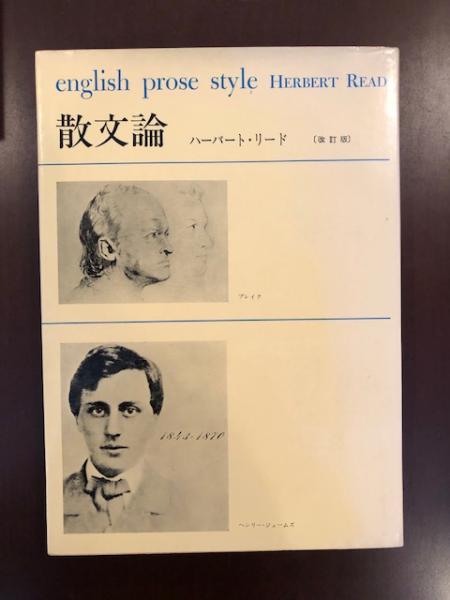 english prose style HERBERT READ
散文論 ハーバート・リード 〔改訂版〕
ブレイク
1843-1870
ヘンリー・ジェームズ